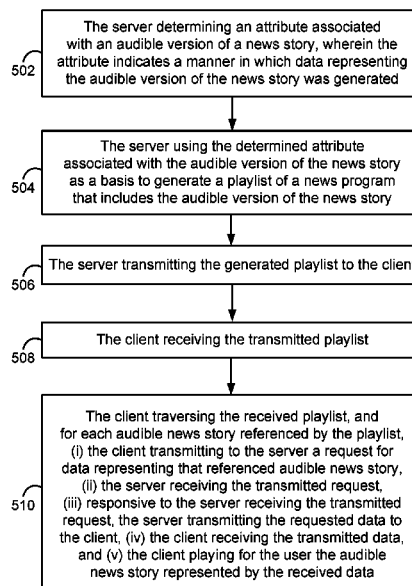 The server determining an attribute associated
with an audible version of a news story, wherein the
attribute indicates a manner in which data representing
the audible version of the news story was generated
502
The server using the determined attribute
associated with the audible version of the news story
as a basis to generate a playlist of a news program
that includes the audible version of the news story
504
The server transmitting the generated playlist to the client
506
The client receiving the transmitted playlist
508
The client traversing the received playlist, and
for each audible news story referenced by the playlist,
(i) the client transmitting to the server a request for
data representing that referenced audible news story,
(ii) the server receiving the transmitted request,
(iii) responsive to the server receiving the transmitted
request, the server transmitting the requested data to
the client, (iv) the client receiving the transmitted data,
and (v) the client playing for the user the audible
news story represented by the received data
510